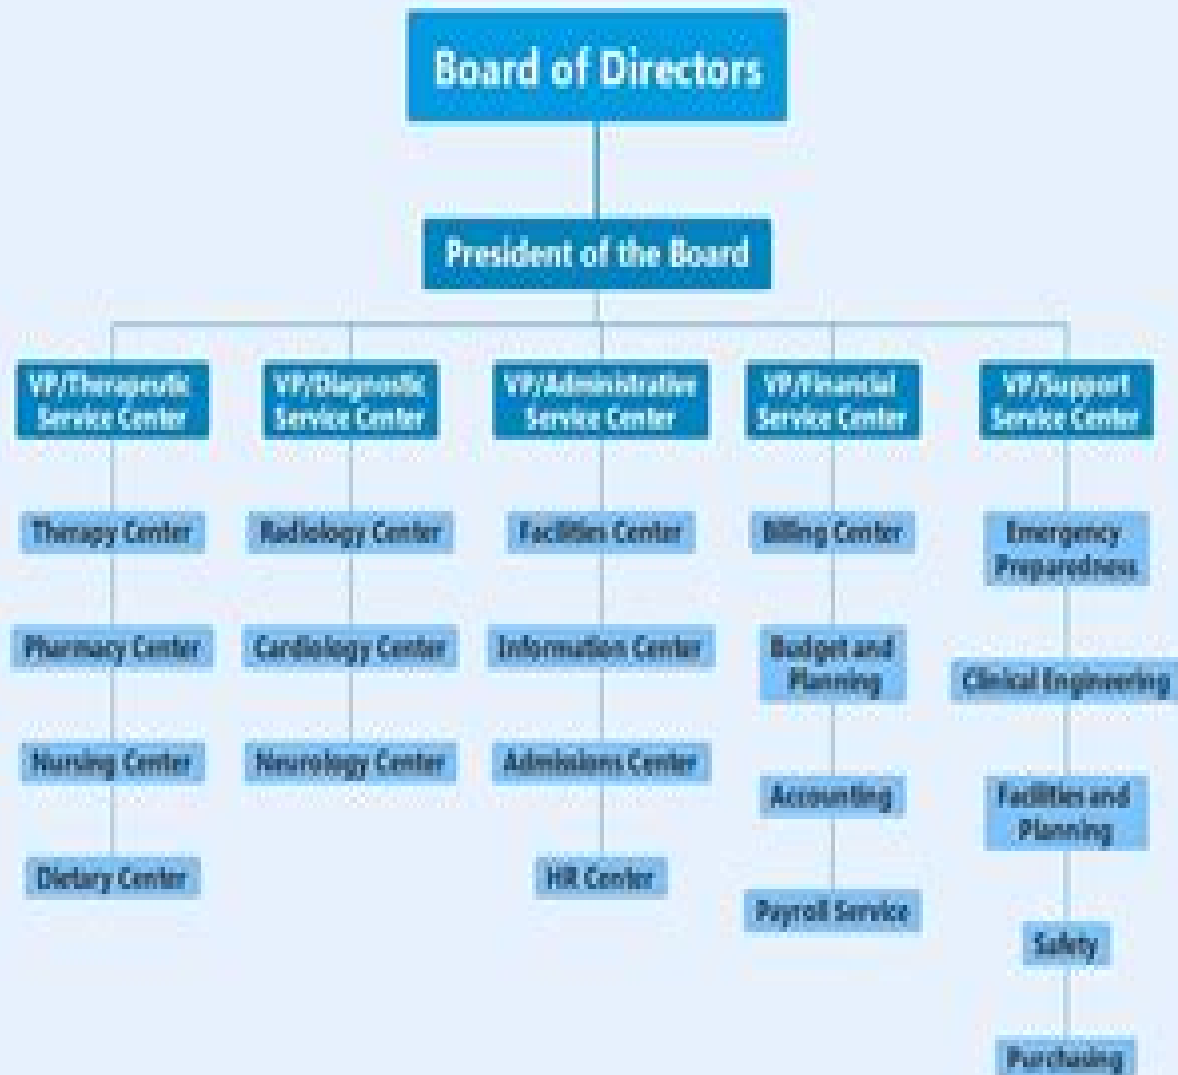 Board of Directors
President of the Board
VP/Therapeutic
Service Center
VP/Diagnostic
Service Center
VP/Administrative
Service Center
VP/Financial
Service Center
VP/Support
Service Center
Therapy Center
Pharmacy Center
Nursing Center
Dietary Center
Radiology Center
Cardiology Center
Neurology Center
Facilities Center
Information Center
Admissions Center
HR Center
Billing Center
Budget and
Planning
Accounting
Payroll Service
Emergency
Preparedness
Clinical Engineering
Facilities and
Planning
Safety
Purchasing